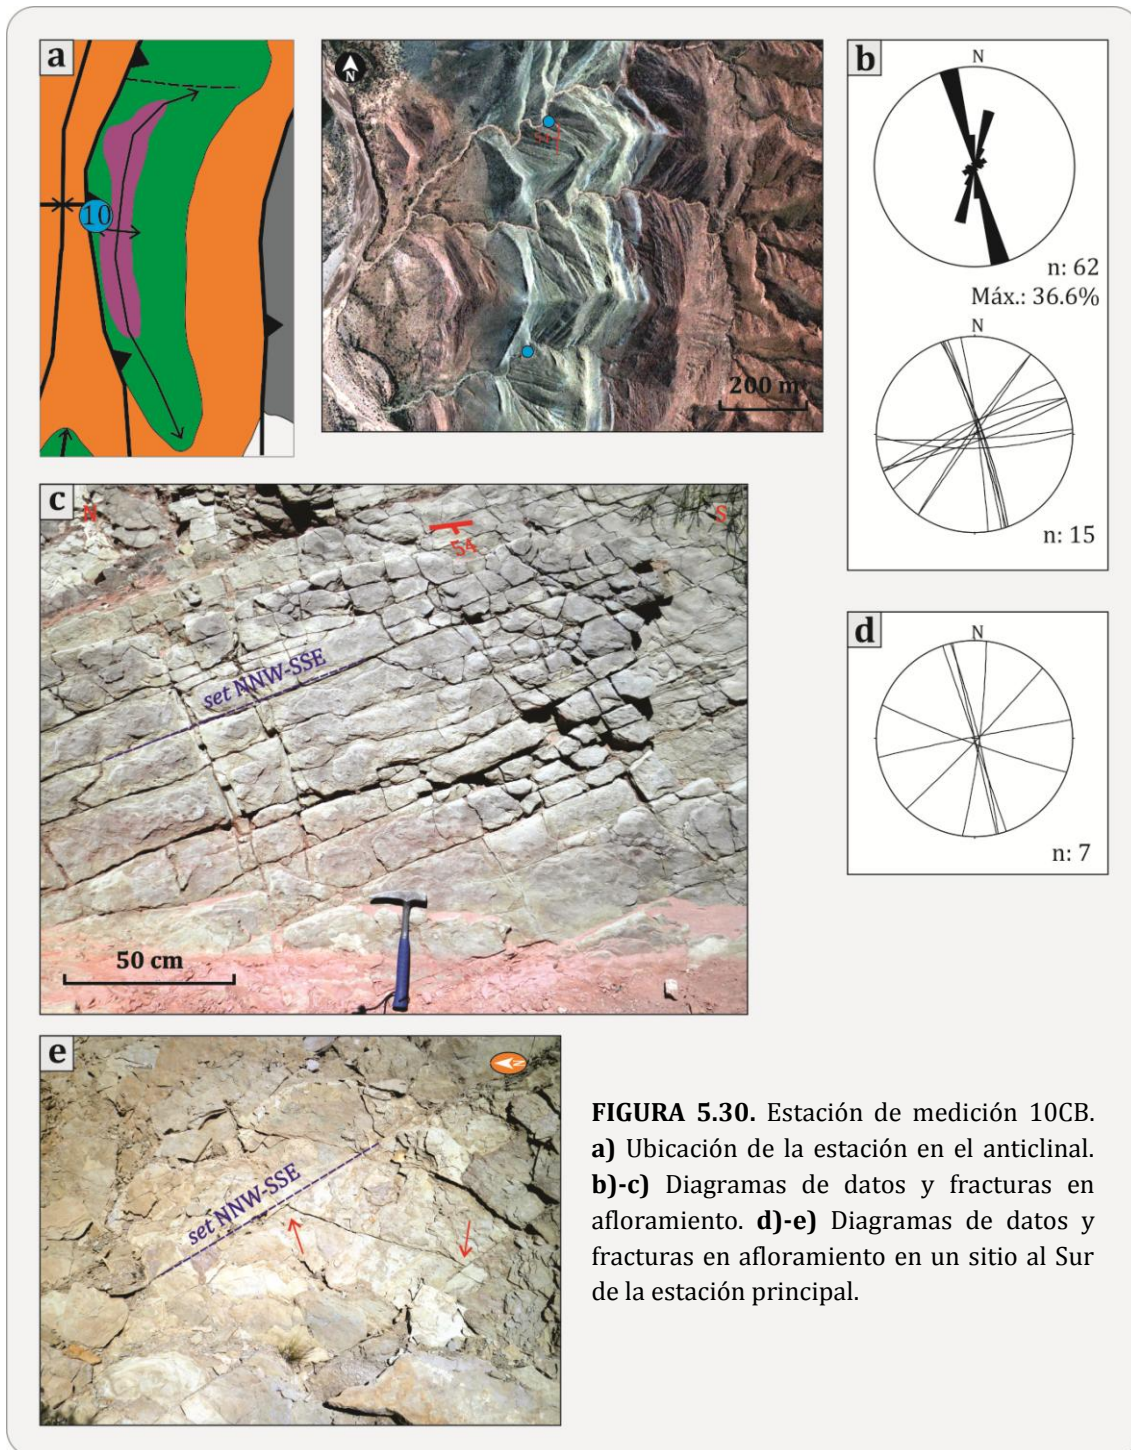 a
10
N
54
200 m
b
N
n: 62
Máx.: 36.6%
N
n: 15
c
N
S
54
set NNW-SSE
50 cm
d
N
n: 7
e
N
set NNW-SSE
FIGURA 5.30. Estación de medición 10CB.
a) Ubicación de la estación en el anticlinal.
b)-c) Diagramas de datos y fracturas en
afloramiento. d)-e) Diagramas de datos y
fracturas en afloramiento en un sitio al Sur
de la estación principal.